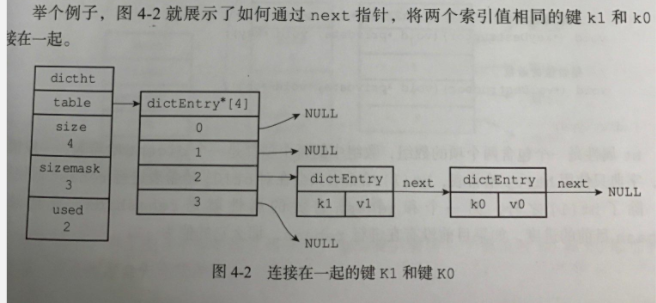 举个例子，图 4-2 就展示了如何通过 next 指针，将两个索引值相同的键 k1 和 k0
接在一起。
dictht
table
size
4
sizemask
3
used
2
dictEntry*[4]
0
1
2
3
NULL
NULL
dictEntry
k1 v1
next
dictEntry
k0 v0
next
NULL
NULL
图 4-2 连接在一起的键 K1 和键 K0